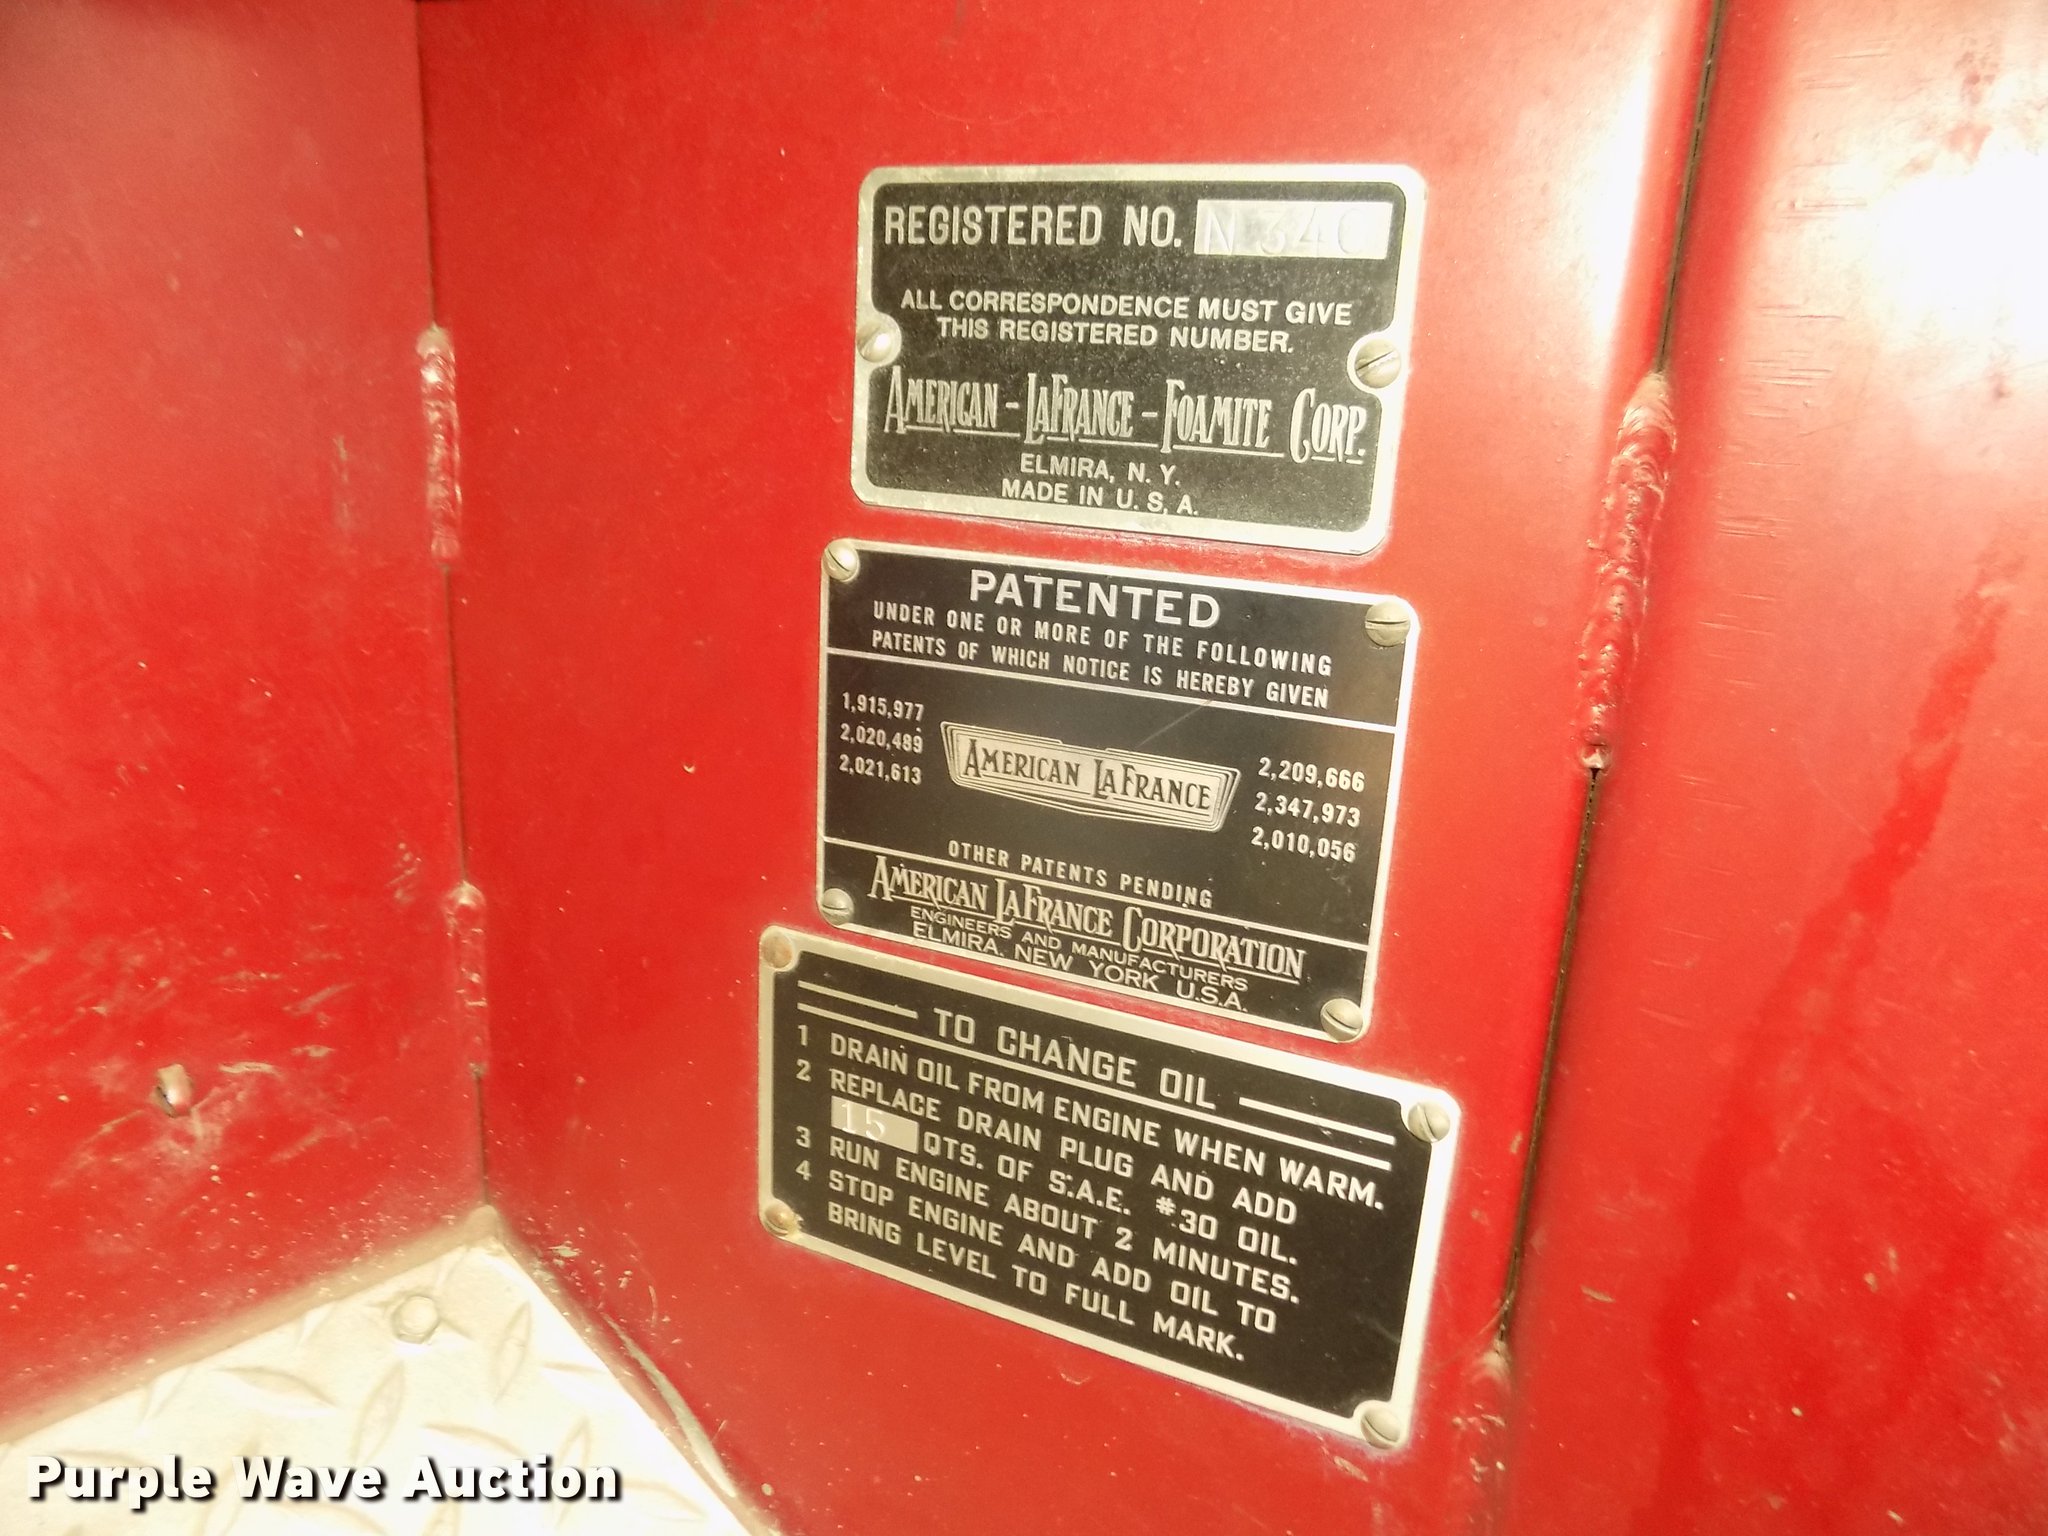 REGISTERED NO. N 34
ALL CORRESPONDENCE MUST GIVE
THIS REGISTERED NUMBER.
AMERICAN-LAFRANCE-FOAMITE CORP.
ELMIRA, N. Y.
MADE IN U. S. A.
PATENTED
UNDER ONE OR MORE OF THE FOLLOWING
PATENTS OF WHICH NOTICE IS HEREBY GIVEN
1,915,977
2,020,489
2,021,613
AMERICAN LAFRANCE
2,209,666
2,347,973
2,010,056
OTHER PATENTS PENDING
AMERICAN LAFRANCE CORPORATION
ENGINEERS AND MANUFACTURERS
ELMIRA, NEW YORK U.S.A.
TO CHANGE OIL
1 DRAIN OIL FROM ENGINE WHEN WARM.
2 REPLACE DRAIN PLUG AND ADD
15 QTS. OF S.A.E. #30 OIL.
3 RUN ENGINE ABOUT 2 MINUTES.
4 STOP ENGINE AND ADD OIL TO
BRING LEVEL TO FULL MARK.
Purple Wave Auction